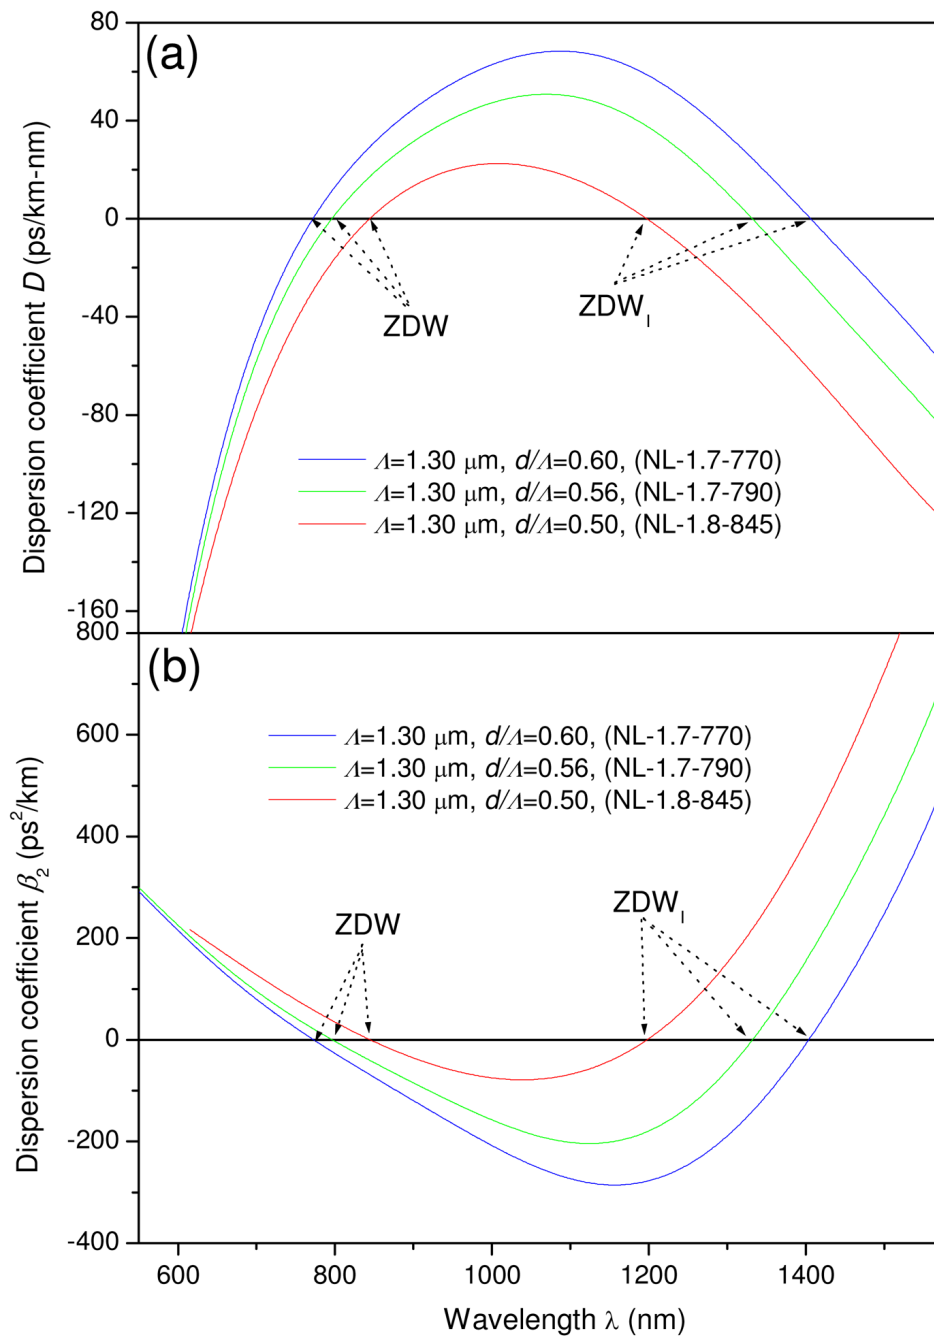 (a)
80
40
0
-40
-80
-120
-160
Dispersion coefficient D (ps/km-nm)
ZDW
ZDW_I
Λ=1.30 μm, d/Λ=0.60, (NL-1.7-770)
Λ=1.30 μm, d/Λ=0.56, (NL-1.7-790)
Λ=1.30 μm, d/Λ=0.50, (NL-1.8-845)
(b)
800
600
400
200
0
-200
-400
Dispersion coefficient β₂ (ps²/km)
Λ=1.30 μm, d/Λ=0.60, (NL-1.7-770)
Λ=1.30 μm, d/Λ=0.56, (NL-1.7-790)
Λ=1.30 μm, d/Λ=0.50, (NL-1.8-845)
ZDW
ZDW_I
600 800 1000 1200 1400
Wavelength λ (nm)